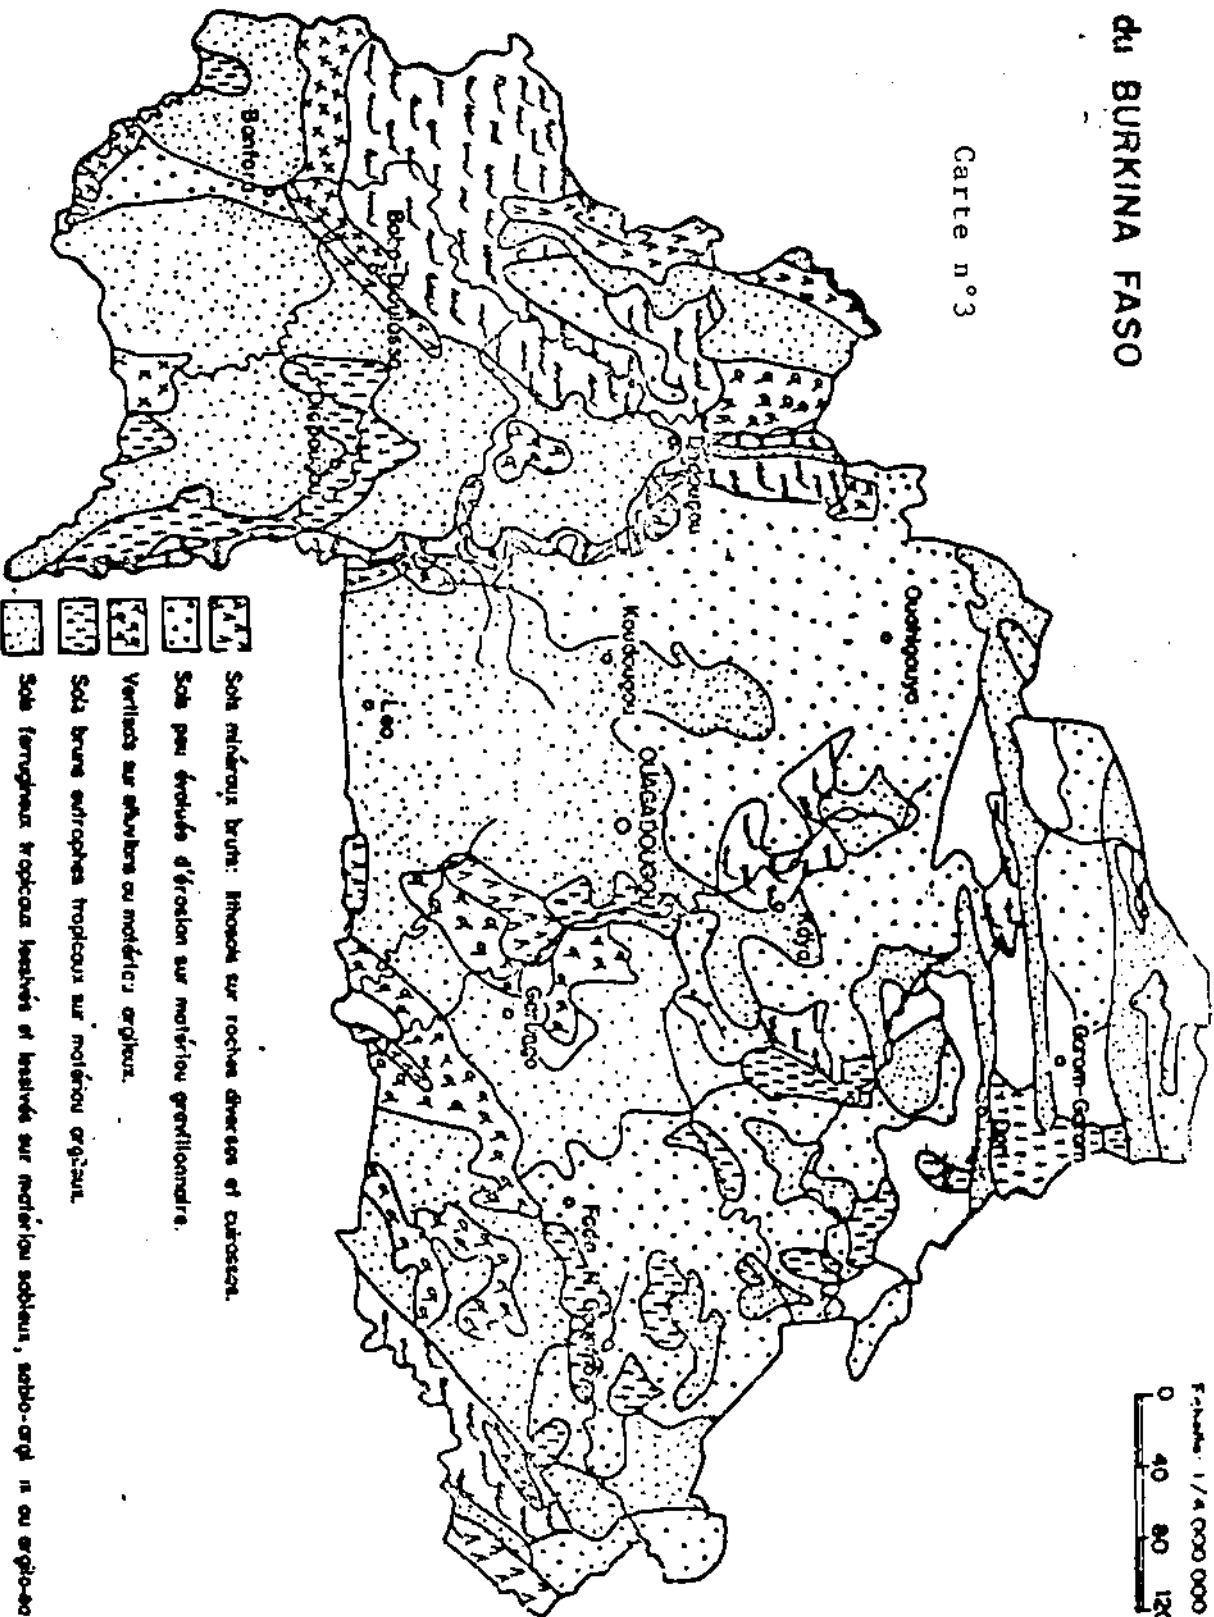 du BURKINA FASO
Carte n°3
Echelle: 1/4 000 000
0 40 80
Gorom-Gorom
Dori
Ouahigouya
Kaya
Dédougou
Koudougou
OUAGADOUGOU
Fada N'Gourma
Garango
Bobo-Dioulasso
Léo
Diébougou
Banfora
Sols minéraux bruts: lithosols sur roches diverses et cuirasses.
Sols peu évolués d'érosion sur matériau gravillonnaire.
Vertisols sur alluvions ou matériau argileux.
Sols bruns eutrophes tropicaux sur matériau argileux.
Sols ferrugineux tropicaux lessivés et lessivés sur matériau sableux, sablo-argi ou argilo-sa